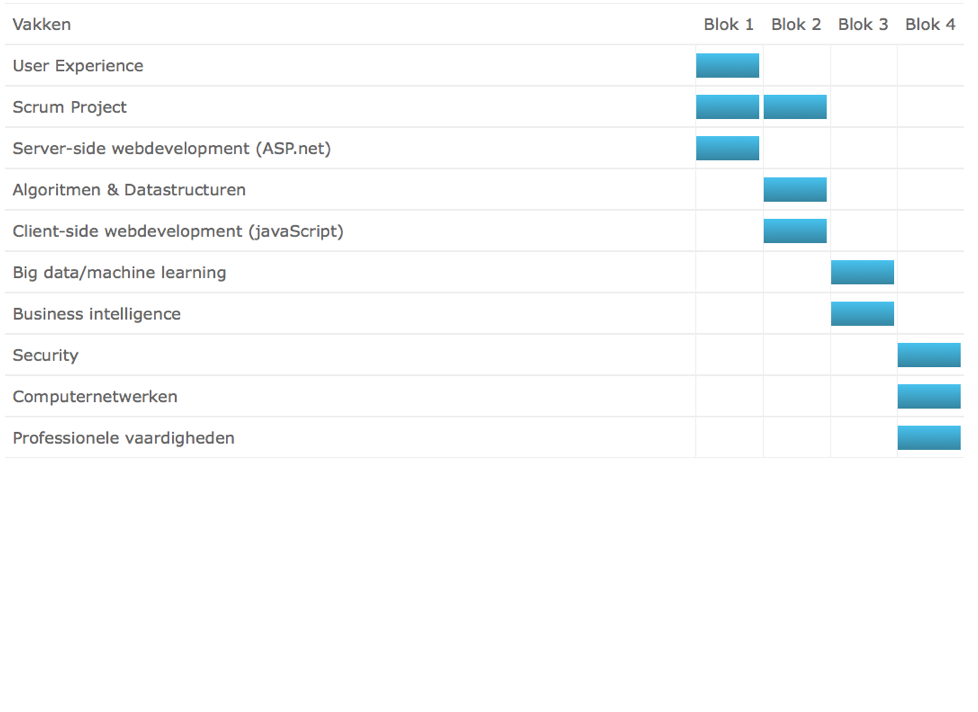 Vakken Blok 1 Blok 2 Blok 3 Blok 4
User Experience
Scrum Project
Server-side webdevelopment (ASP.net)
Algoritmen & Datastructuren
Client-side webdevelopment (javaScript)
Big data/machine learning
Business intelligence
Security
Computernetwerken
Professionele vaardigheden